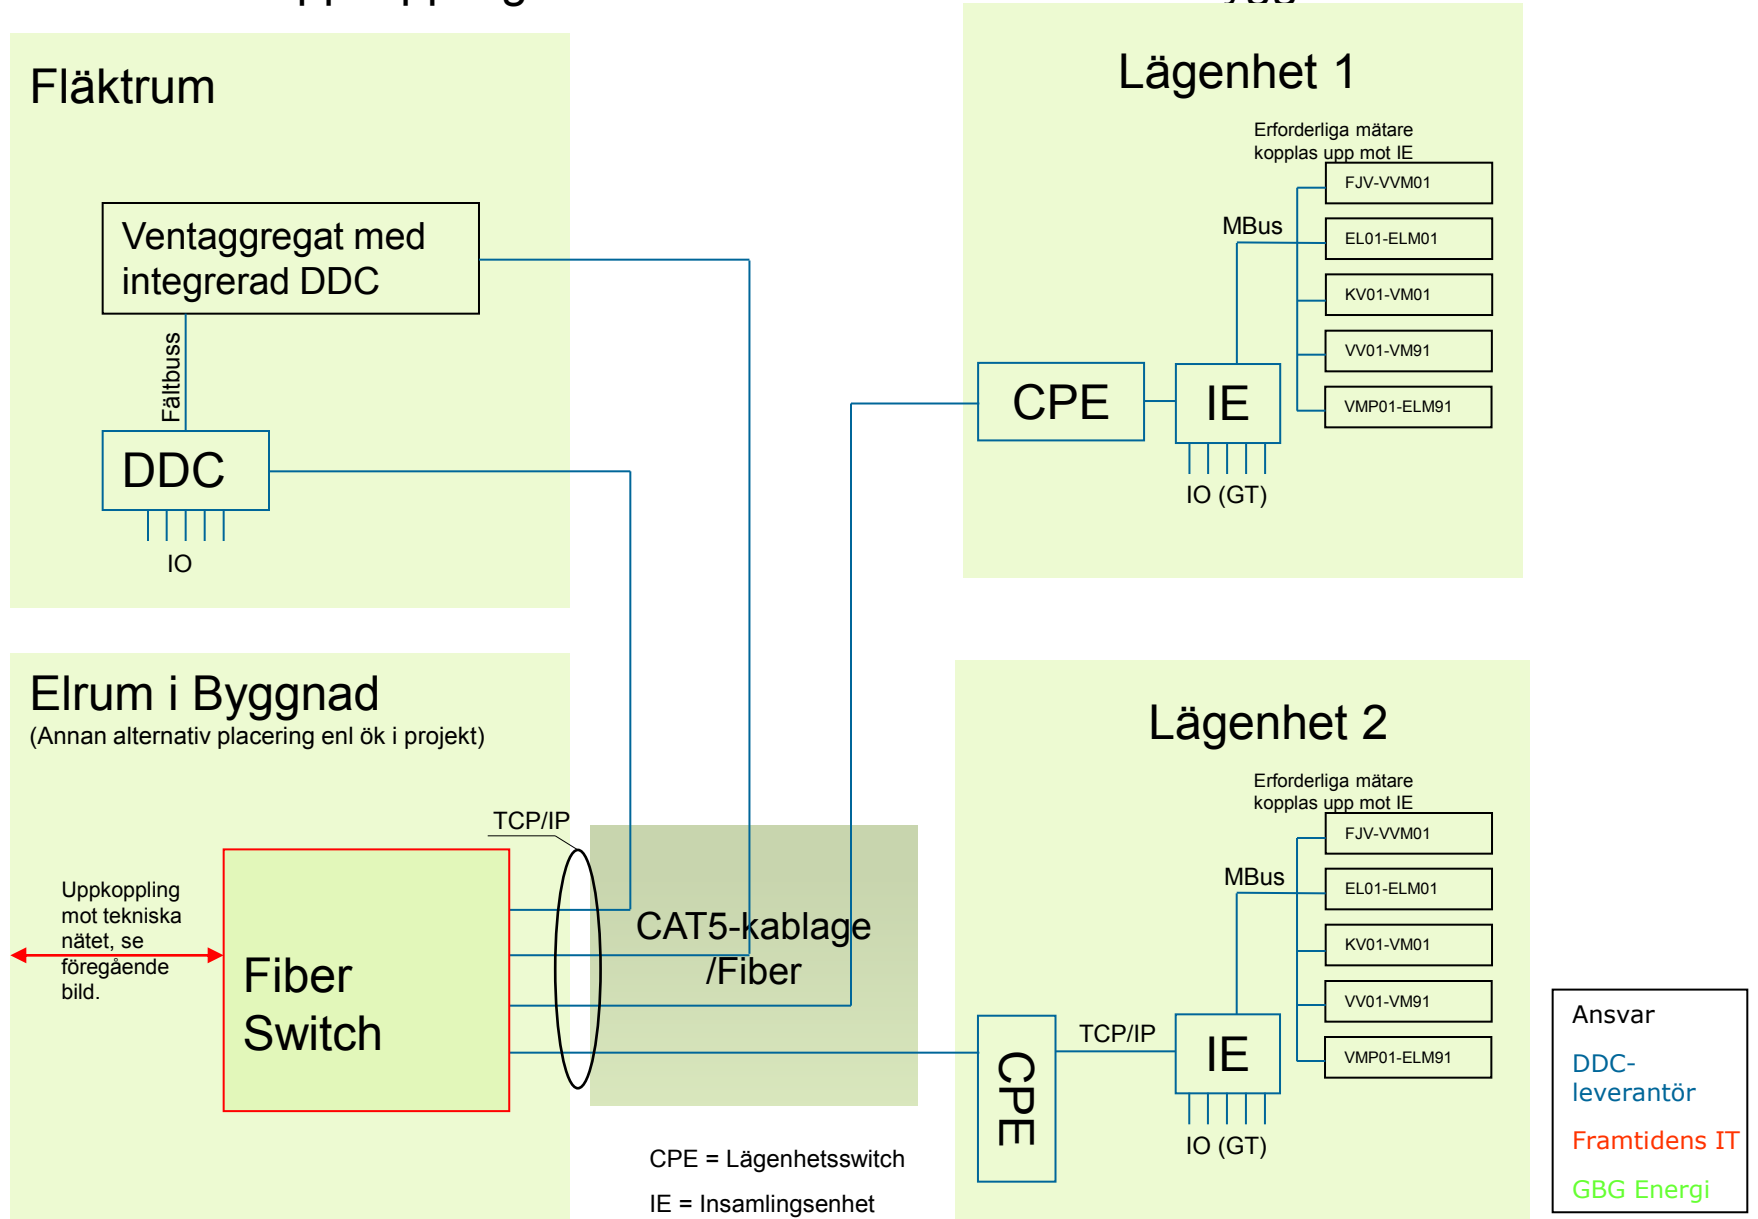 Fläktrum
Ventaggregat med
integrerad DDC
Fältbuss
DDC
IO
Lägenhet 1
Erforderliga mätare
kopplas upp mot IE
FJV-VVM01
MBus
EL01-ELM01
KV01-VM01
VV01-VM91
VMP01-ELM91
CPE
IE
IO (GT)
Elrum i Byggnad
(Annan alternativ placering enl ök i projekt)
TCP/IP
Uppkoppling
mot tekniska
nätet, se
föregående
bild.
Fiber
Switch
CAT5-kablage
/Fiber
CPE = Lägenhetsswitch
IE = Insamlingsenhet
Lägenhet 2
Erforderliga mätare
kopplas upp mot IE
FJV-VVM01
MBus
EL01-ELM01
KV01-VM01
VV01-VM91
VMP01-ELM91
CPE
TCP/IP
IE
IO (GT)
Ansvar
DDC-
leverantör
Framtidens IT
GBG Energi